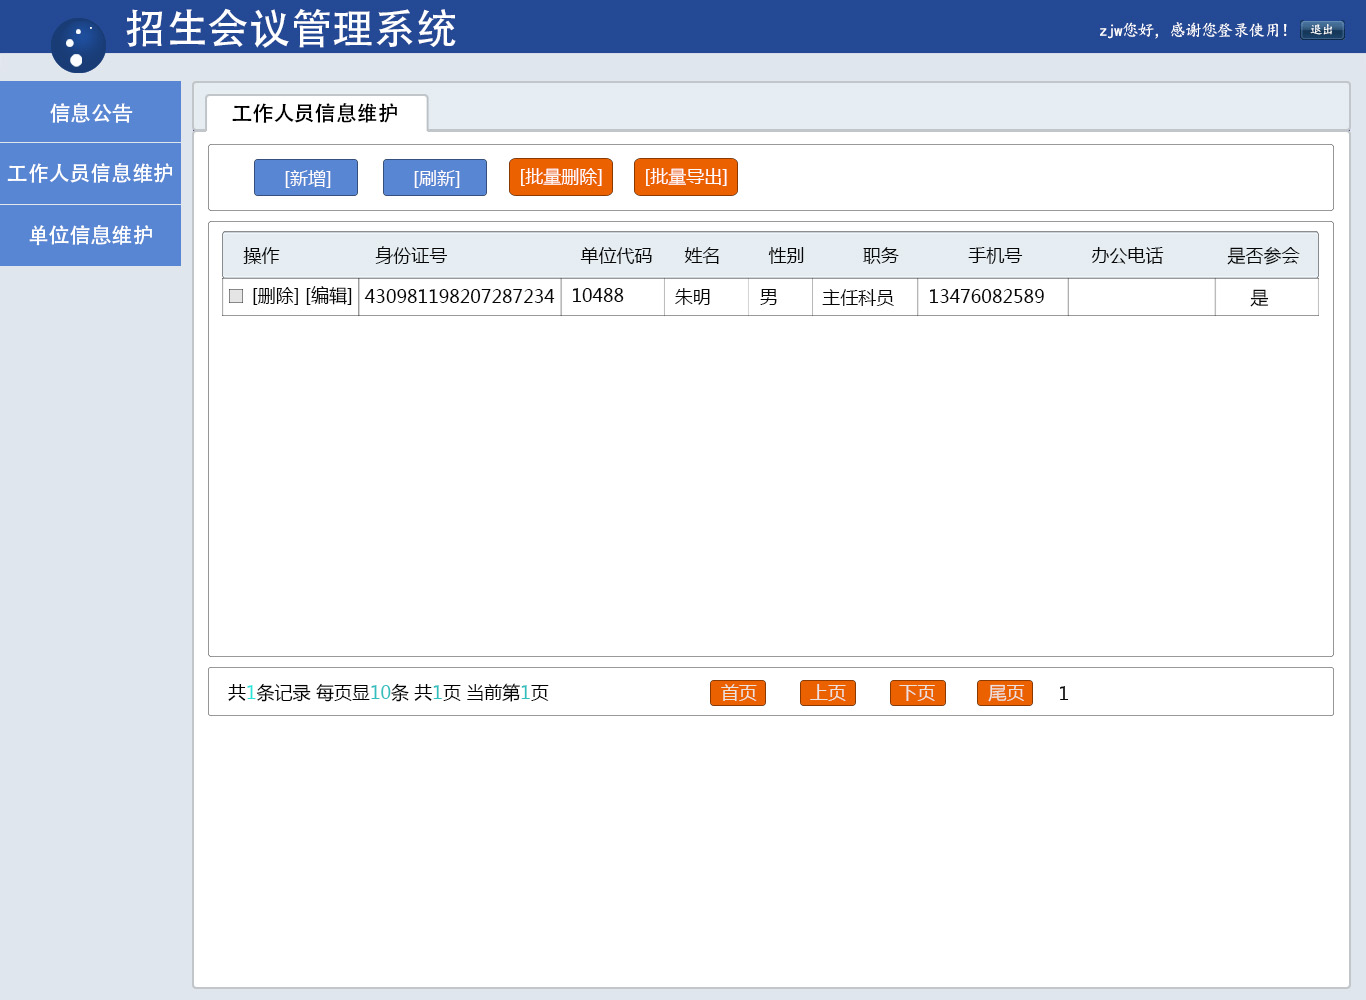 招生会议管理系统
zjw您好，感谢您登录使用！ 退出
信息公告
工作人员信息维护
单位信息维护
工作人员信息维护
[新增] [刷新] [批量删除] [批量导出]
操作 身份证号 单位代码 姓名 性别 职务 手机号 办公电话 是否参会
[删除] [编辑] 430981198207287234 10488 朱明 男 主任科员 13476082589 是
共1条记录 每页显10条 共1页 当前第1页 首页 上页 下页 尾页 1